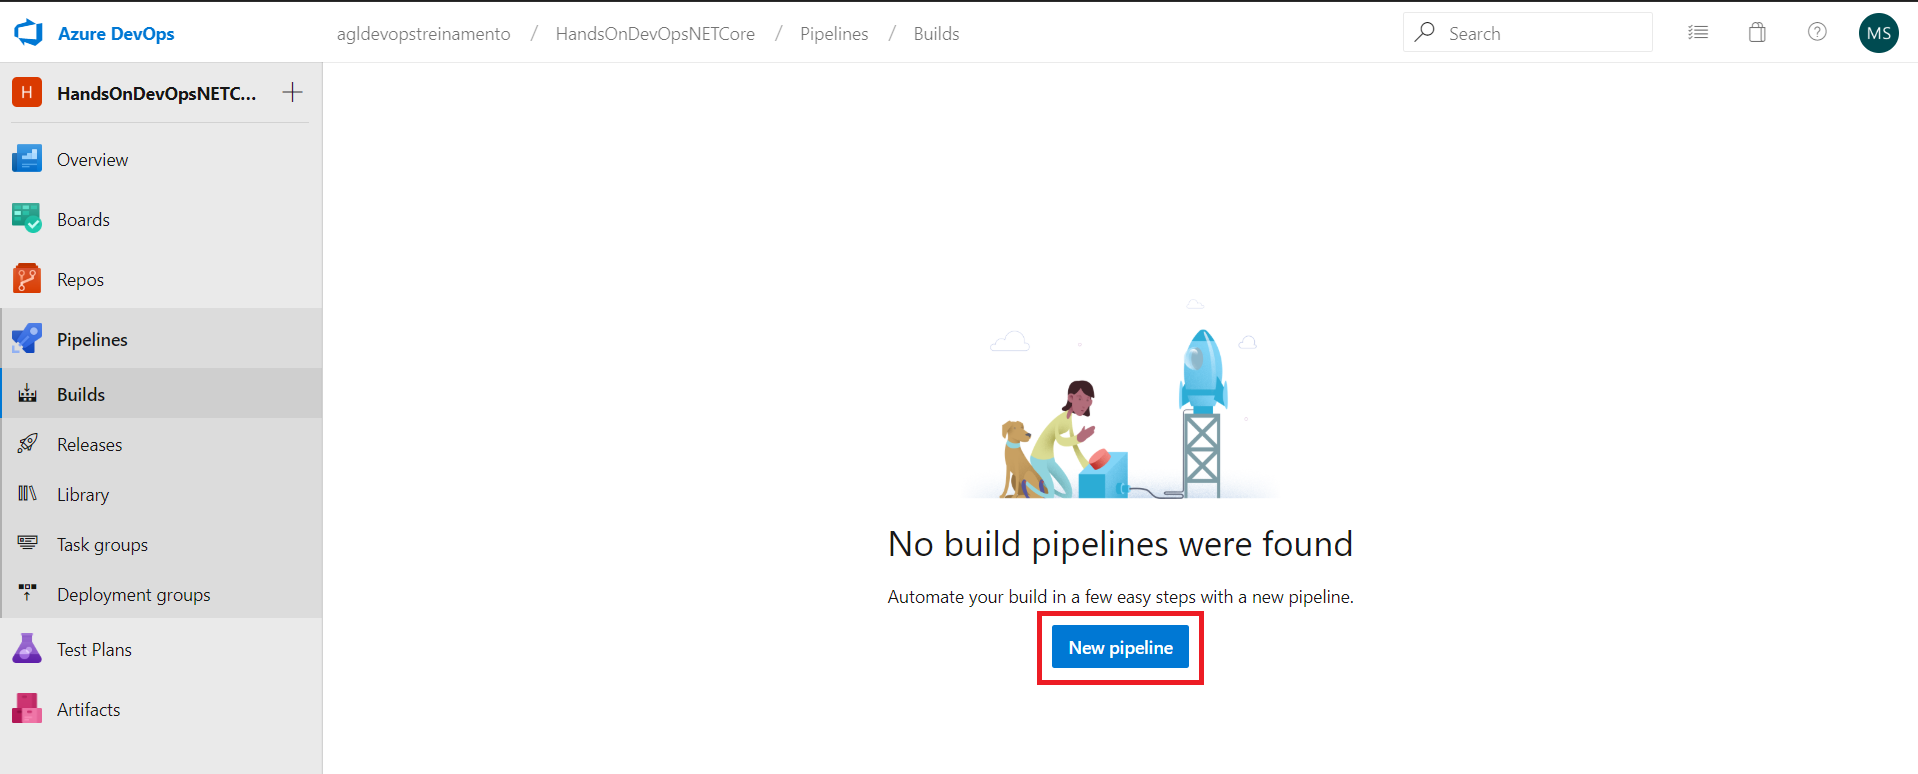 Azure DevOps
agldevopstreinamento / HandsOnDevOpsNETCore / Pipelines / Builds
Search
MS
H
HandsOnDevOpsNETC...
Overview
Boards
Repos
Pipelines
Builds
Releases
Library
Task groups
Deployment groups
Test Plans
Artifacts
No build pipelines were found
Automate your build in a few easy steps with a new pipeline.
New pipeline